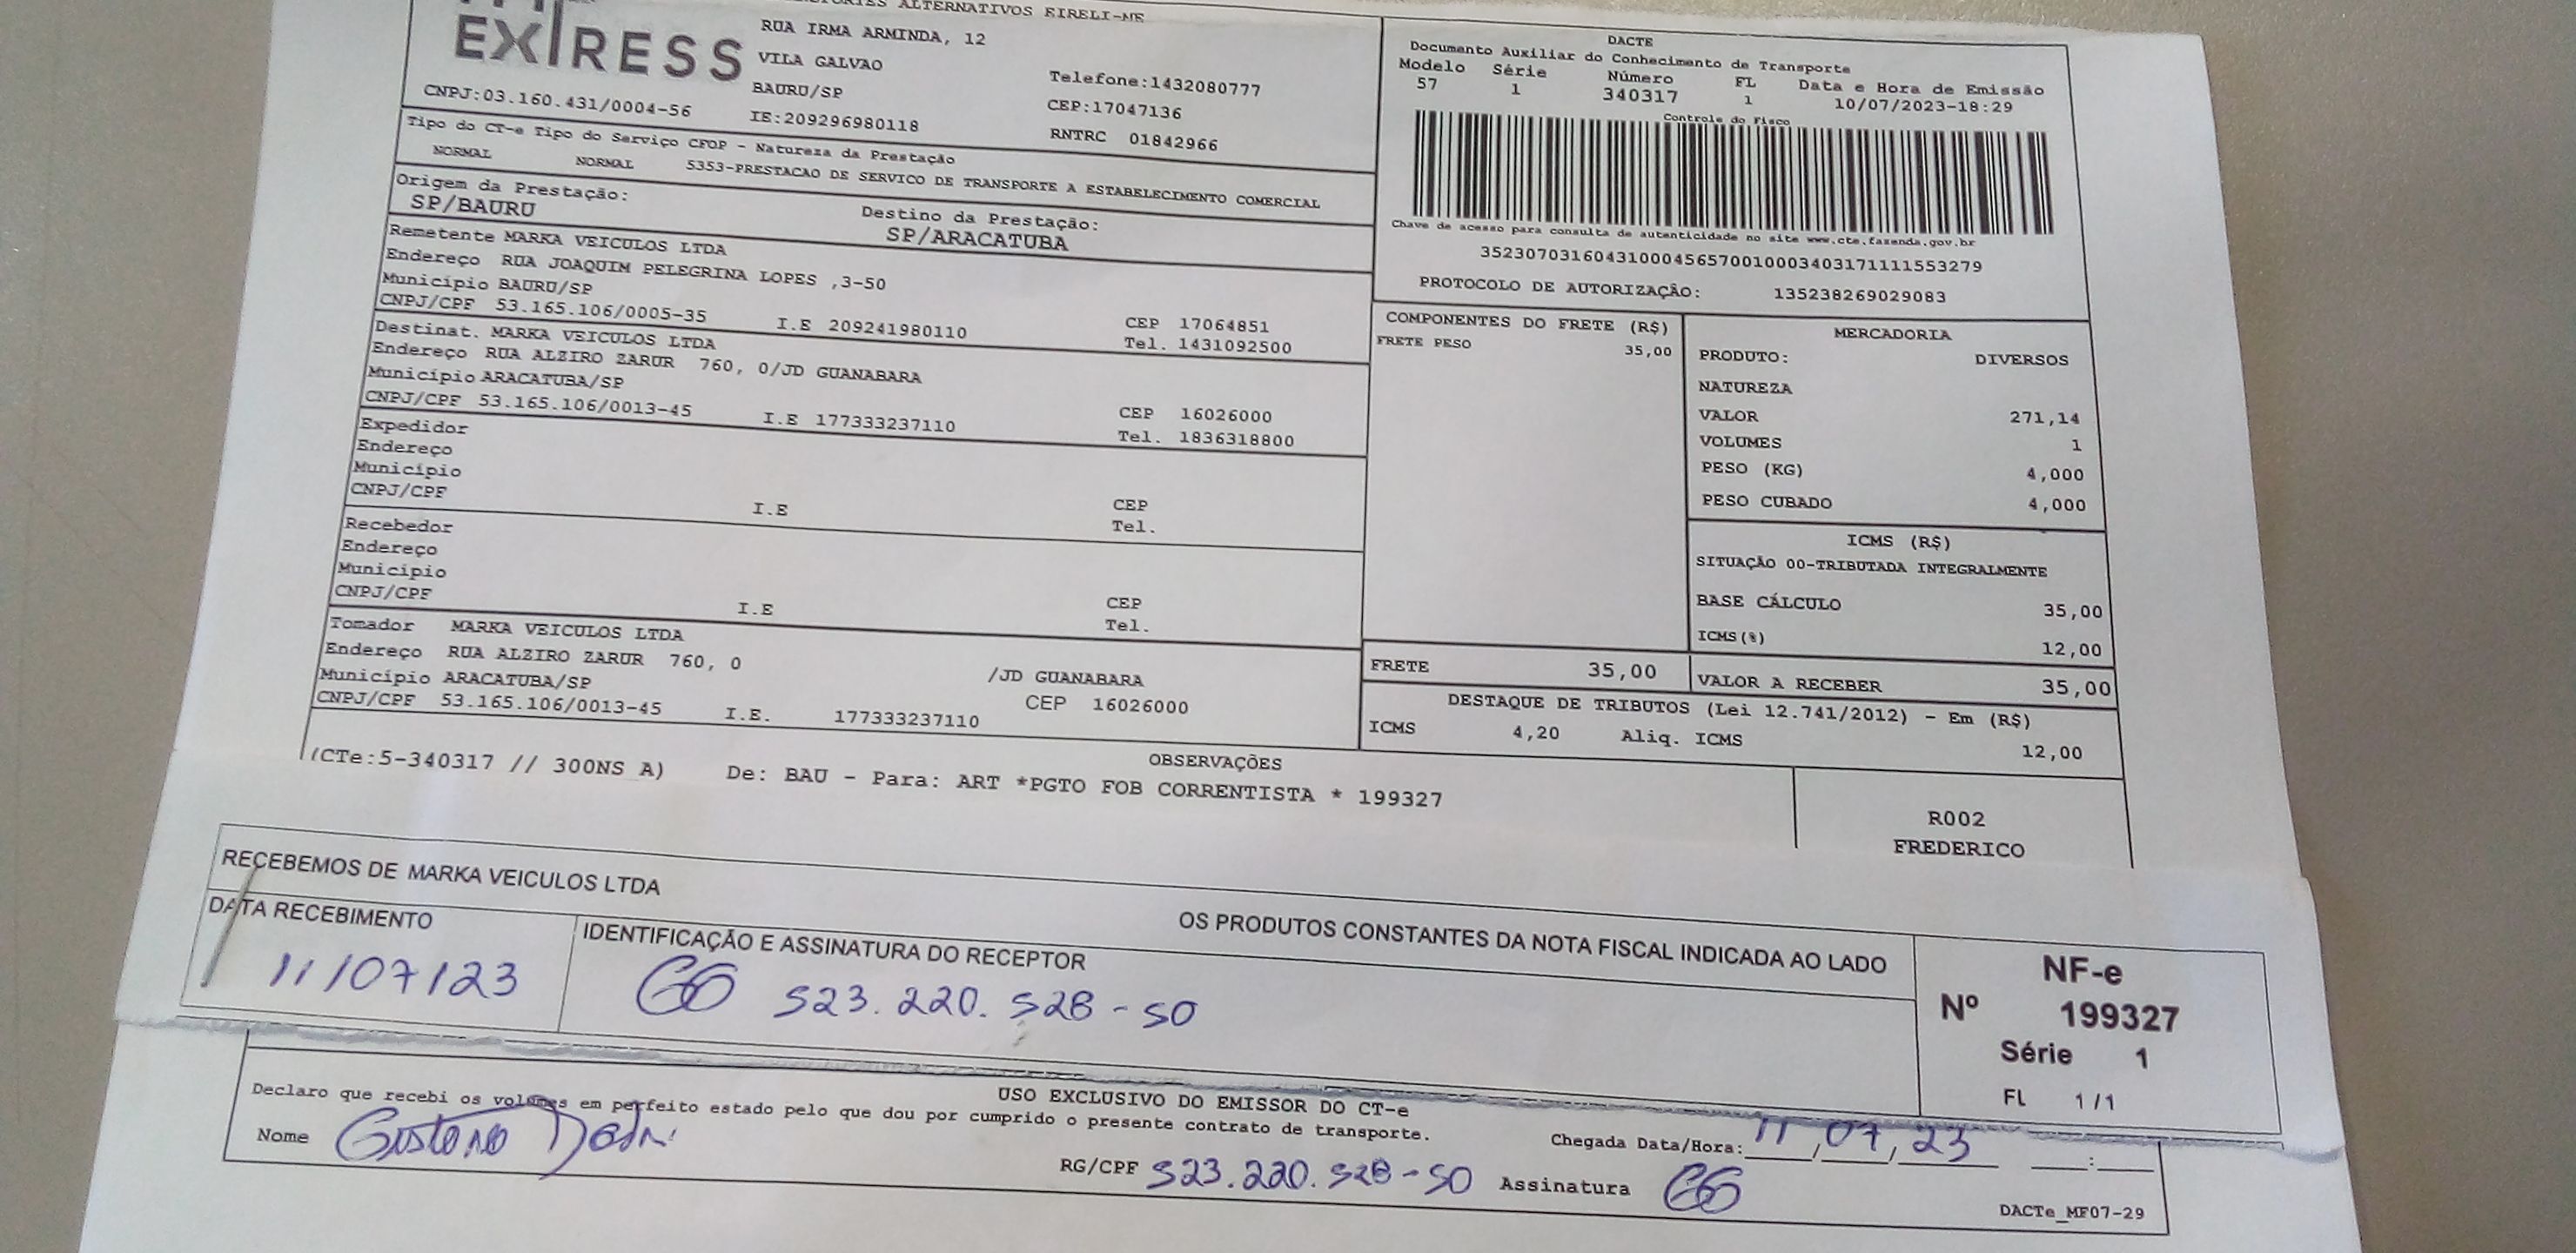 ALTERNATIVOS EIRELI-ME
EXPRESS
RUA IRMA ARMINDA, 12
VILA GALVAO
BAURU/SP
Telefone:1432080777
CEP:17047136
CNPJ:03.160.431/0004-56
IE:209296980118
RNTRC 01842966
Tipo do CT-e Tipo do Serviço CFOP - Natureza da Prestação
NORMAL NORMAL 5353-PRESTACAO DE SERVICO DE TRANSPORTE A ESTABELECIMENTO COMERCIAL
Origem da Prestação:
SP/BAURU
Destino da Prestação:
SP/ARACATUBA
Remetente MARKA VEICULOS LTDA
Endereço RUA JOAQUIM PELEGRINA LOPES ,3-50
Município BAURU/SP
CEP 17064851
CNPJ/CPF 53.165.106/0005-35 I.E 209241980110 Tel. 1431092500
Destinat. MARKA VEICULOS LTDA
Endereço RUA ALZIRO ZARUR 760, 0/JD GUANABARA
Município ARACATUBA/SP
CEP 16026000
CNPJ/CPF 53.165.106/0013-45 I.E 177333237110 Tel. 1836318800
Expedidor
Endereço
Município
CEP
CNPJ/CPF I.E Tel.
Recebedor
Endereço
Município
CEP
CNPJ/CPF I.E Tel.
Tomador MARKA VEICULOS LTDA
Endereço RUA ALZIRO ZARUR 760, 0 /JD GUANABARA
Município ARACATUBA/SP CEP 16026000
CNPJ/CPF 53.165.106/0013-45 I.E. 177333237110
DACTE
Documento Auxiliar do Conhecimento de Transporte
Modelo Série Número FL Data e Hora de Emissão
57 1 340317 1 10/07/2023-18:29
Controle do Fisco
Chave de acesso para consulta de autenticidade no site www.cte.fazenda.gov.br
35230703160431000456570010003403171111553279
PROTOCOLO DE AUTORIZAÇÃO: 135238269029083
COMPONENTES DO FRETE (R$)
FRETE PESO 35,00
MERCADORIA
PRODUTO: DIVERSOS
NATUREZA
VALOR 271,14
VOLUMES 1
PESO (KG) 4,000
PESO CUBADO 4,000
ICMS (R$)
SITUAÇÃO 00-TRIBUTADA INTEGRALMENTE
BASE CÁLCULO 35,00
ICMS(%) 12,00
FRETE 35,00
VALOR A RECEBER 35,00
DESTAQUE DE TRIBUTOS (Lei 12.741/2012) - Em (R$)
ICMS 4,20 Aliq. ICMS 12,00
OBSERVAÇÕES
(CTe:5-340317 // 300NS A) De: BAU - Para: ART *PGTO FOB CORRENTISTA * 199327
R002
FREDERICO
RECEBEMOS DE MARKA VEICULOS LTDA
OS PRODUTOS CONSTANTES DA NOTA FISCAL INDICADA AO LADO
DATA RECEBIMENTO
11/07/23
IDENTIFICAÇÃO E ASSINATURA DO RECEPTOR
523.220.528-50
NF-e
Nº 199327
Série 1
FL 1/1
USO EXCLUSIVO DO EMISSOR DO CT-e
Declaro que recebi os volumes em perfeito estado pelo que dou por cumprido o presente contrato de transporte.
Nome Gustavo
RG/CPF 523.220.528-50
Chegada Data/Hora: 11/07/23 __:__
Assinatura
DACTe_MF07-29